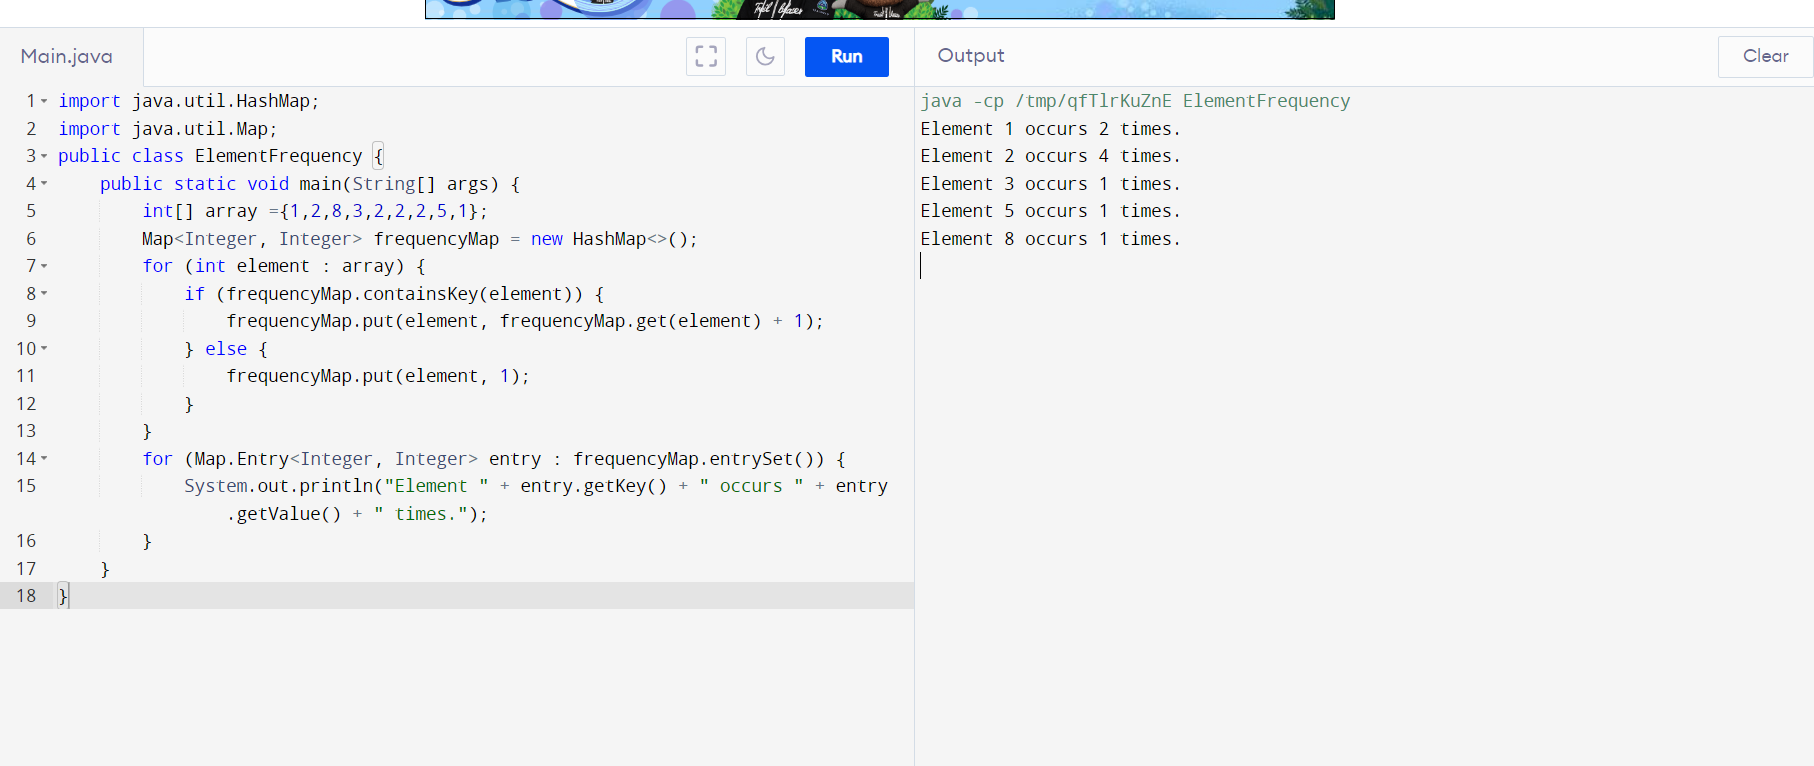 Main.java
Run
Output
Clear
1 import java.util.HashMap;
2 import java.util.Map;
3 public class ElementFrequency {
4 public static void main(String[] args) {
5 int[] array ={1,2,8,3,2,2,2,5,1};
6 Map<Integer, Integer> frequencyMap = new HashMap<>();
7 for (int element : array) {
8 if (frequencyMap.containsKey(element)) {
9 frequencyMap.put(element, frequencyMap.get(element) + 1);
10 } else {
11 frequencyMap.put(element, 1);
12 }
13 }
14 for (Map.Entry<Integer, Integer> entry : frequencyMap.entrySet()) {
15 System.out.println("Element " + entry.getKey() + " occurs " + entry
.getValue() + " times.");
16 }
17 }
18 }
java -cp /tmp/qfTlrKuZnE ElementFrequency
Element 1 occurs 2 times.
Element 2 occurs 4 times.
Element 3 occurs 1 times.
Element 5 occurs 1 times.
Element 8 occurs 1 times.